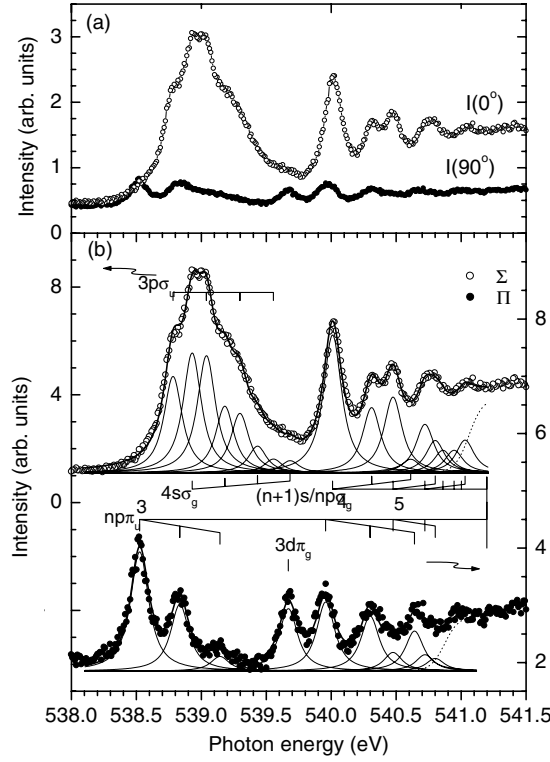 (a)
3
2
1
0
Intensity (arb. units)
I(0°)
I(90°)
(b)
8
4
0
Intensity (arb. units)
3pσu
Σ
Π
8
6
5
4
3
2
4sσg
(n+1)s/npσg
4
5
npπu
3
3dπg
538.0 538.5 539.0 539.5 540.0 540.5 541.0 541.5
Photon energy (eV)